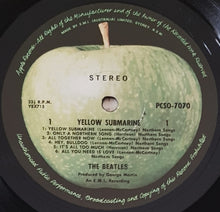 Apple Records. All Rights of the Manufacturer and of the Owner of the Recorded Work Reserved
STEREO
33⅓ R.P.M.
YEX715
PCSO-7070
1 YELLOW SUBMARINE 1
1. YELLOW SUBMARINE (Lennon-McCartney) Northern Songs
2. ONLY A NORTHERN SONG (Harrison) Northern Songs
3. ALL TOGETHER NOW (Lennon-McCartney) Northern Songs
4. HEY, BULLDOG (Lennon-McCartney) Northern Songs
5. IT'S ALL TOO MUCH (Harrison) Northern Songs
6. ALL YOU NEED IS LOVE (Lennon-McCartney)
Northern Songs
THE BEATLES
Produced by George Martin
An E.M.I. Recording
Unauthorised Public Performance, Broadcasting and Copying of this Record Prohibited